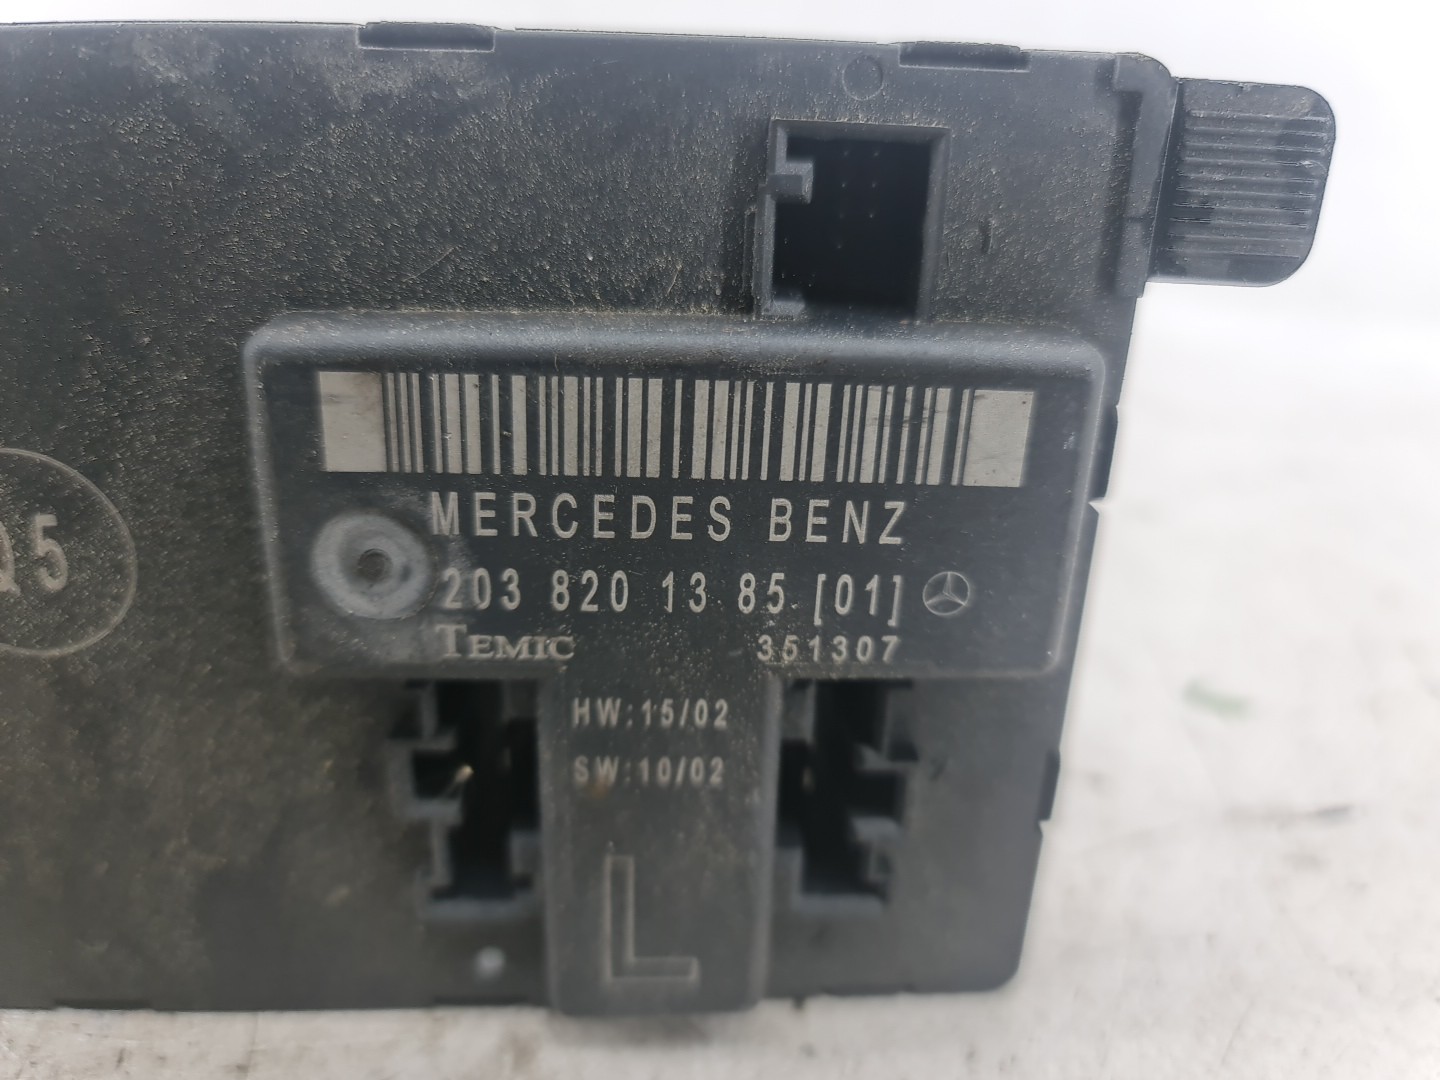 MERCEDES BENZ
203 820 13 85 [01]
TEMIC 351307
Q5
HW:15/02
SW:10/02
L